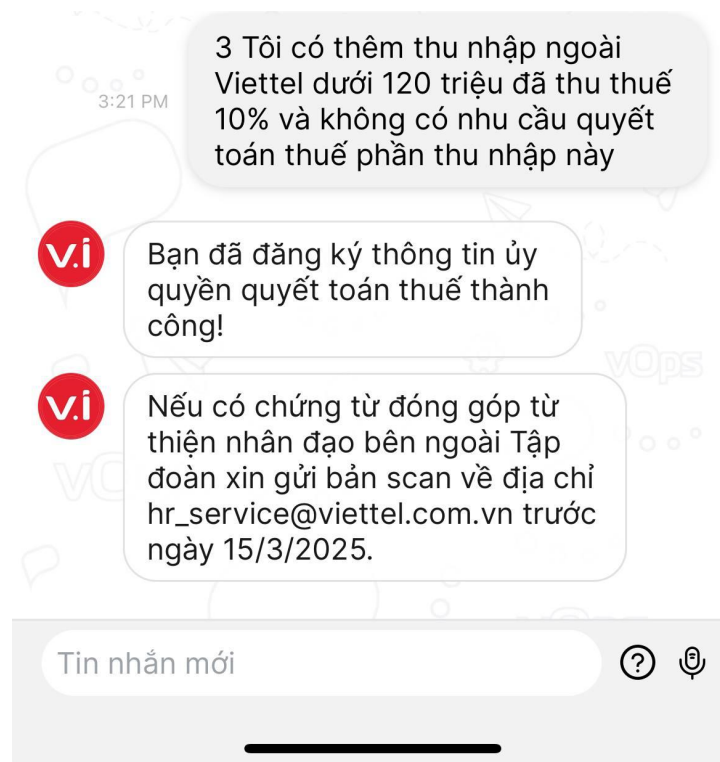 3 Tôi có thêm thu nhập ngoài
Viettel dưới 120 triệu đã thu thuế
10% và không có nhu cầu quyết
toán thuế phần thu nhập này
3:21 PM
V.i
Bạn đã đăng ký thông tin ủy
quyền quyết toán thuế thành
công!
vOps
V.i
Nếu có chứng từ đóng góp từ
thiện nhân đạo bên ngoài Tập
đoàn xin gửi bản scan về địa chỉ
hr_service@viettel.com.vn trước
ngày 15/3/2025.
Tin nhắn mới